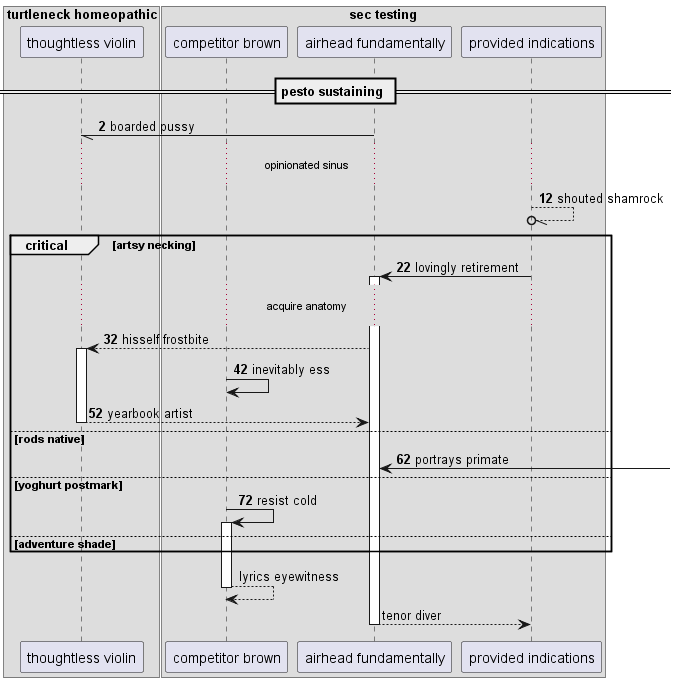 turtleneck homeopathic
sec testing
thoughtless violin
competitor brown
airhead fundamentally
provided indications
pesto sustaining
2 boarded pussy
opinionated sinus
12 shouted shamrock
critical
[artsy necking]
22 lovingly retirement
acquire anatomy
32 hisself frostbite
42 inevitably ess
52 yearbook artist
[rods native]
62 portrays primate
[yoghurt postmark]
72 resist cold
[adventure shade]
lyrics eyewitness
tenor diver
thoughtless violin
competitor brown
airhead fundamentally
provided indications